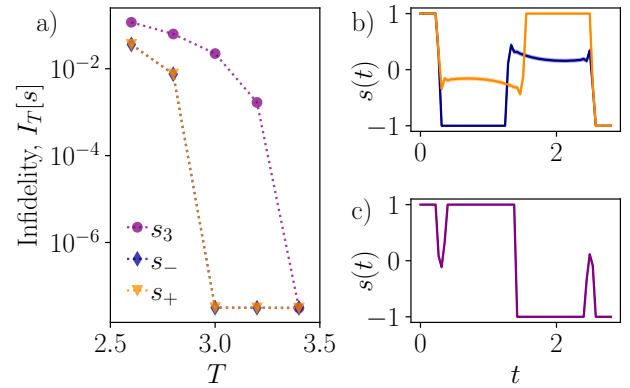 a)
Infidelity, I_T[s]
10^{-2}
10^{-4}
10^{-6}
s_3
s_-
s_+
2.5
3.0
3.5
T
b)
s(t)
1
0
−1
0
2
c)
s(t)
1
0
−1
0
2
t